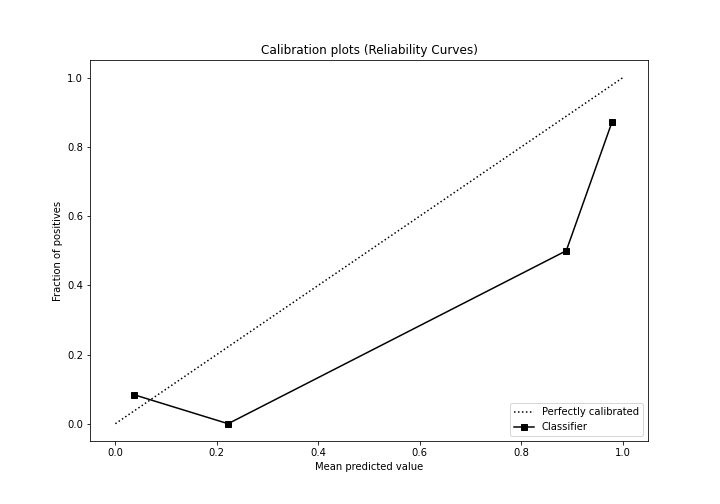 Calibration plots (Reliability Curves)
1.0
0.8
0.6
0.4
0.2
0.0
Fraction of positives
0.0 0.2 0.4 0.6 0.8 1.0
Mean predicted value
Perfectly calibrated
Classifier